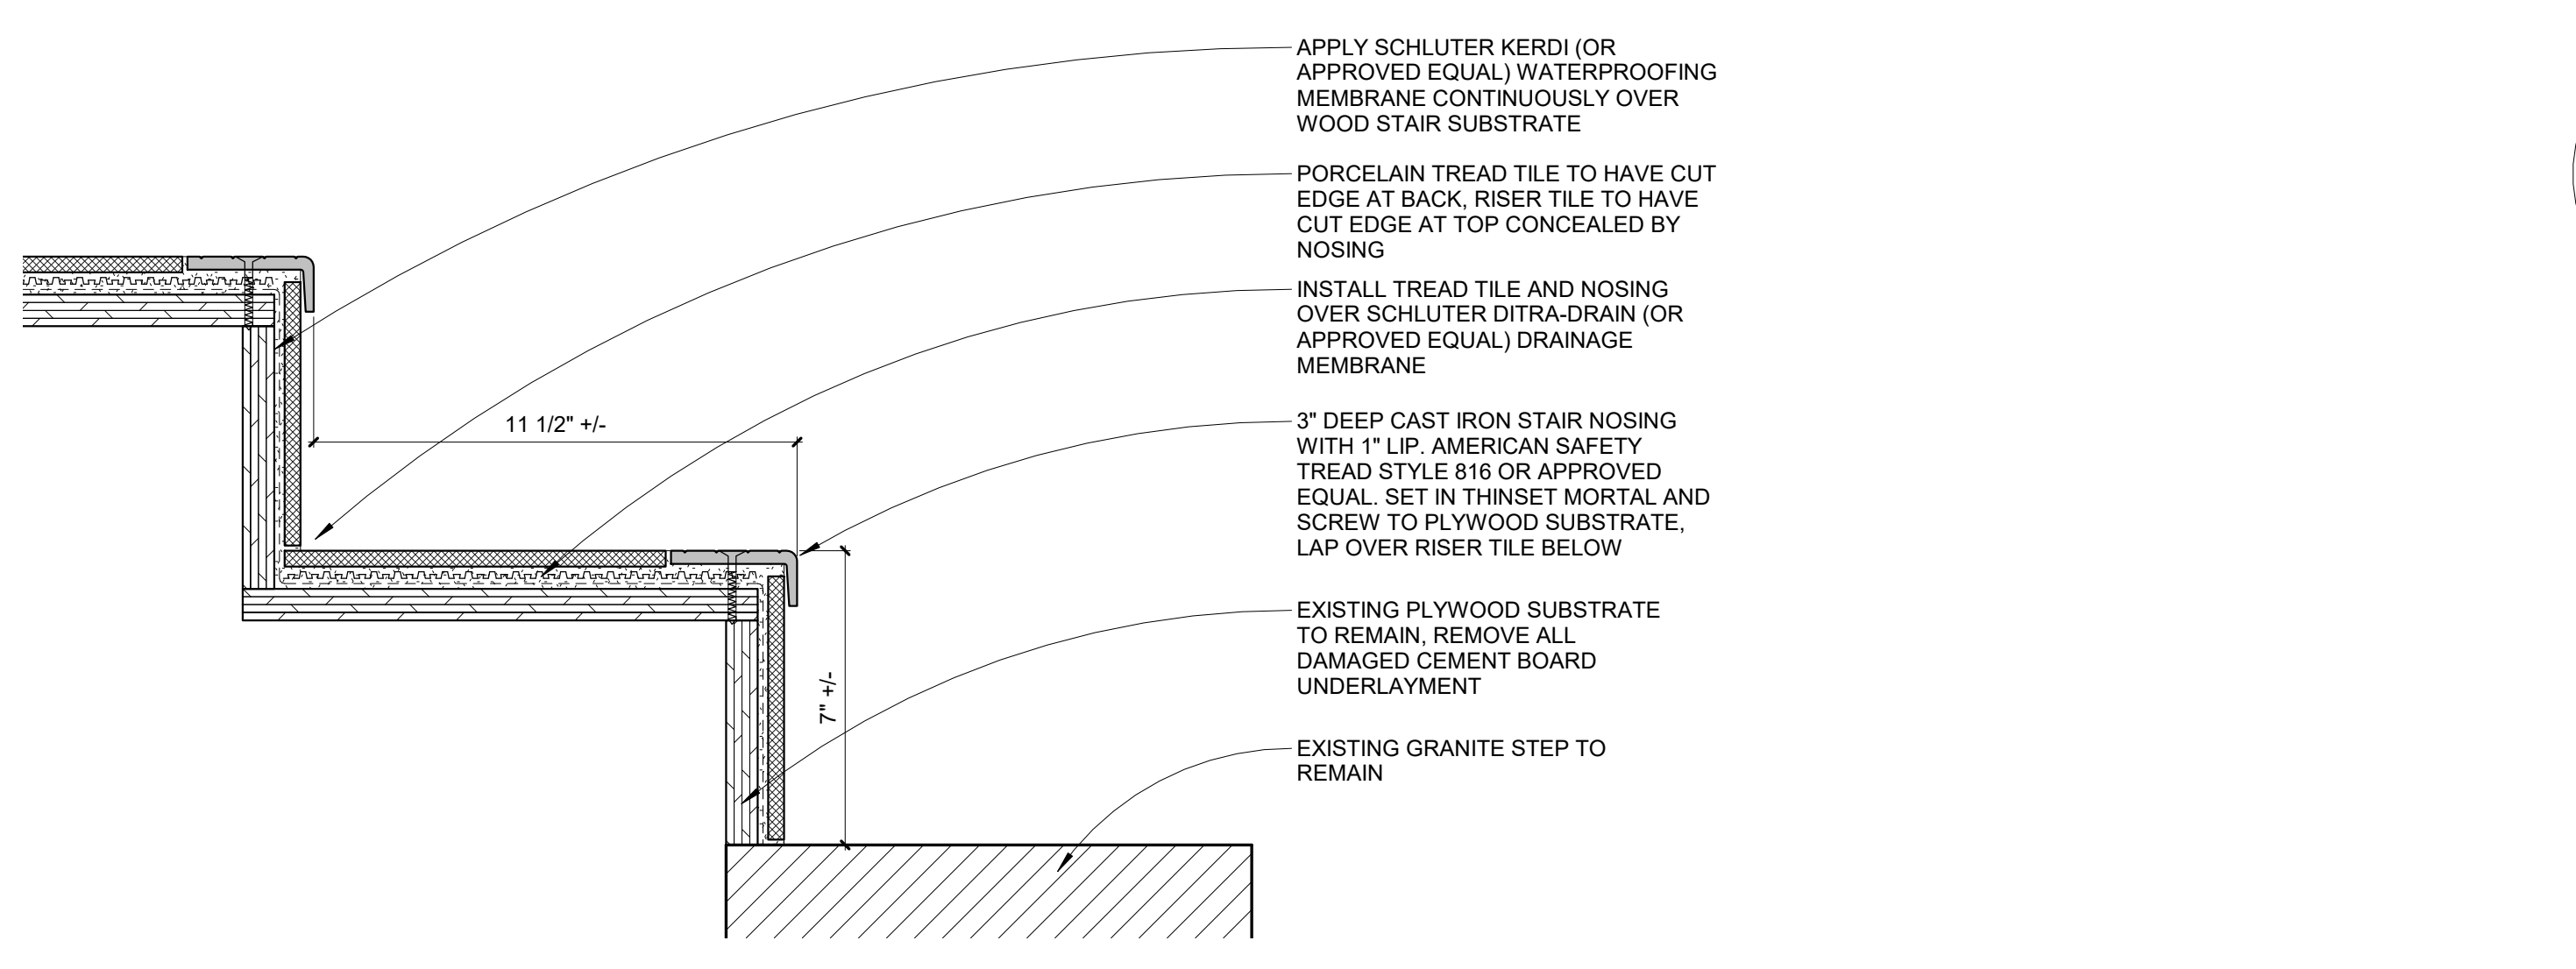 APPLY SCHLUTER KERDI (OR
APPROVED EQUAL) WATERPROOFING
MEMBRANE CONTINUOUSLY OVER
WOOD STAIR SUBSTRATE
PORCELAIN TREAD TILE TO HAVE CUT
EDGE AT BACK, RISER TILE TO HAVE
CUT EDGE AT TOP CONCEALED BY
NOSING
INSTALL TREAD TILE AND NOSING
OVER SCHLUTER DITRA-DRAIN (OR
APPROVED EQUAL) DRAINAGE
MEMBRANE
11 1/2" +/-
3" DEEP CAST IRON STAIR NOSING
WITH 1" LIP. AMERICAN SAFETY
TREAD STYLE 816 OR APPROVED
EQUAL. SET IN THINSET MORTAL AND
SCREW TO PLYWOOD SUBSTRATE,
LAP OVER RISER TILE BELOW
7" +/-
EXISTING PLYWOOD SUBSTRATE
TO REMAIN, REMOVE ALL
DAMAGED CEMENT BOARD
UNDERLAYMENT
EXISTING GRANITE STEP TO
REMAIN